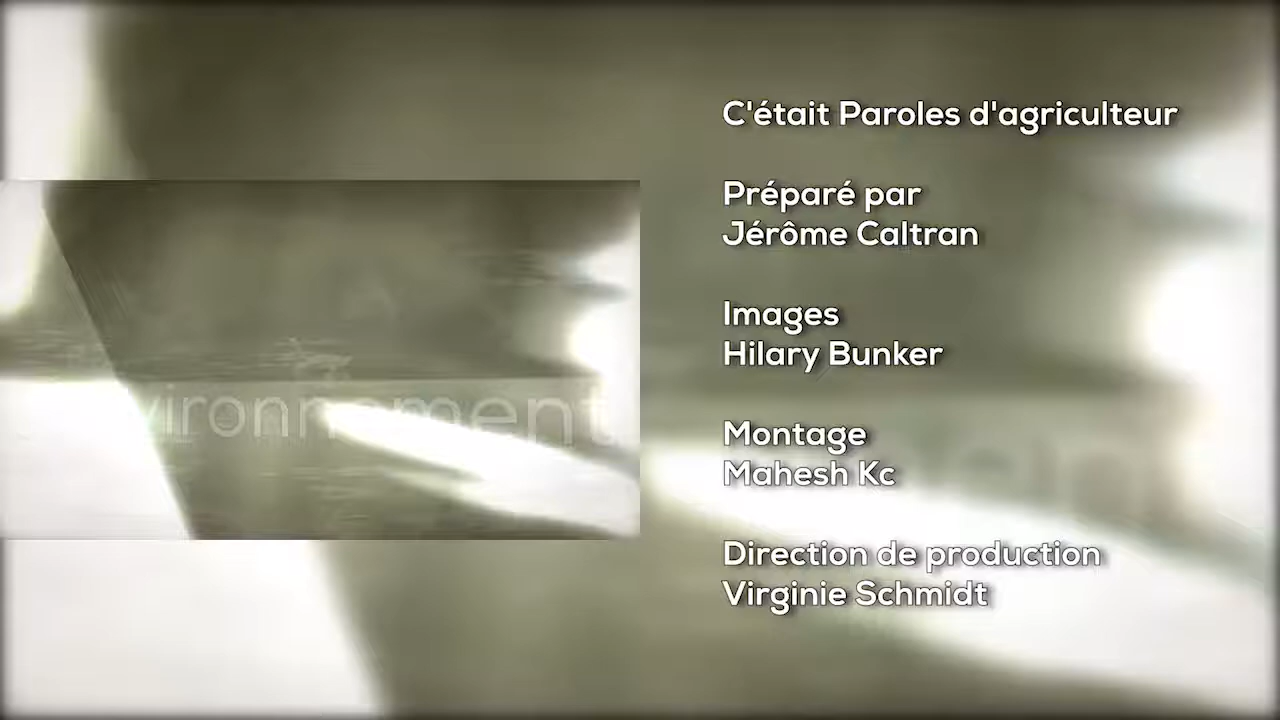 C'était Paroles d'agriculteur
Préparé par
Jérôme Caltran
Images
Hilary Bunker
Montage
Mahesh Kc
Direction de production
Virginie Schmidt